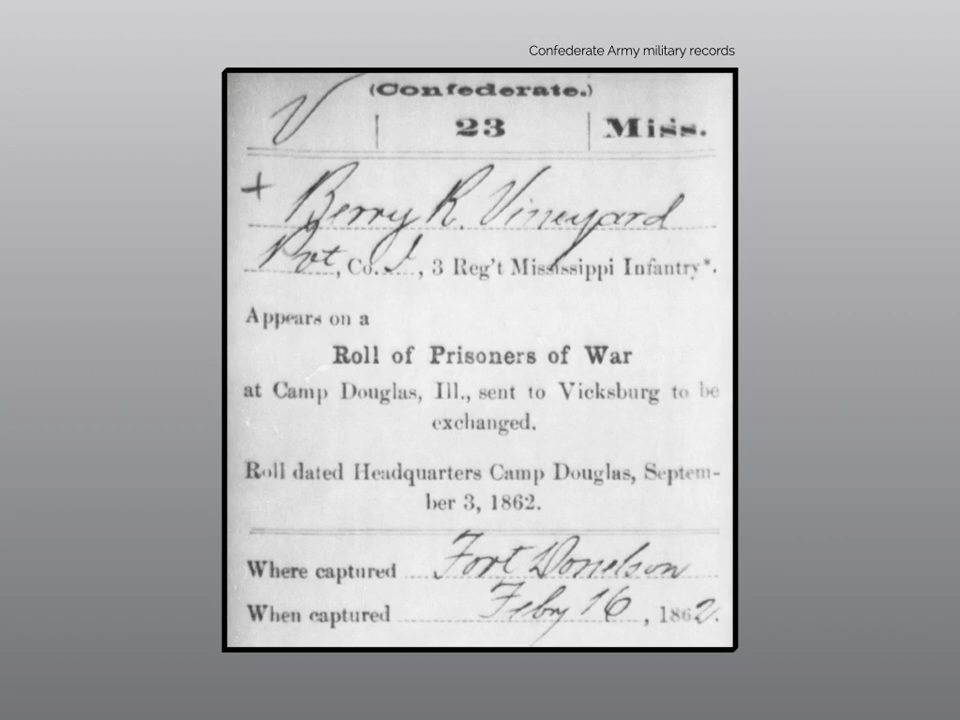 Confederate Army military records
(Confederate.)
V | 23 | Miss.
+ Berry R. Vineyard
Pvt, Co. I, 3 Reg't Mississippi Infantry*.
Appears on a
Roll of Prisoners of War
at Camp Douglas, Ill., sent to Vicksburg to be
exchanged.
Roll dated Headquarters Camp Douglas, Septem-
ber 3, 1862.
Where captured Fort Donelson
When captured Feby 16, 1862.